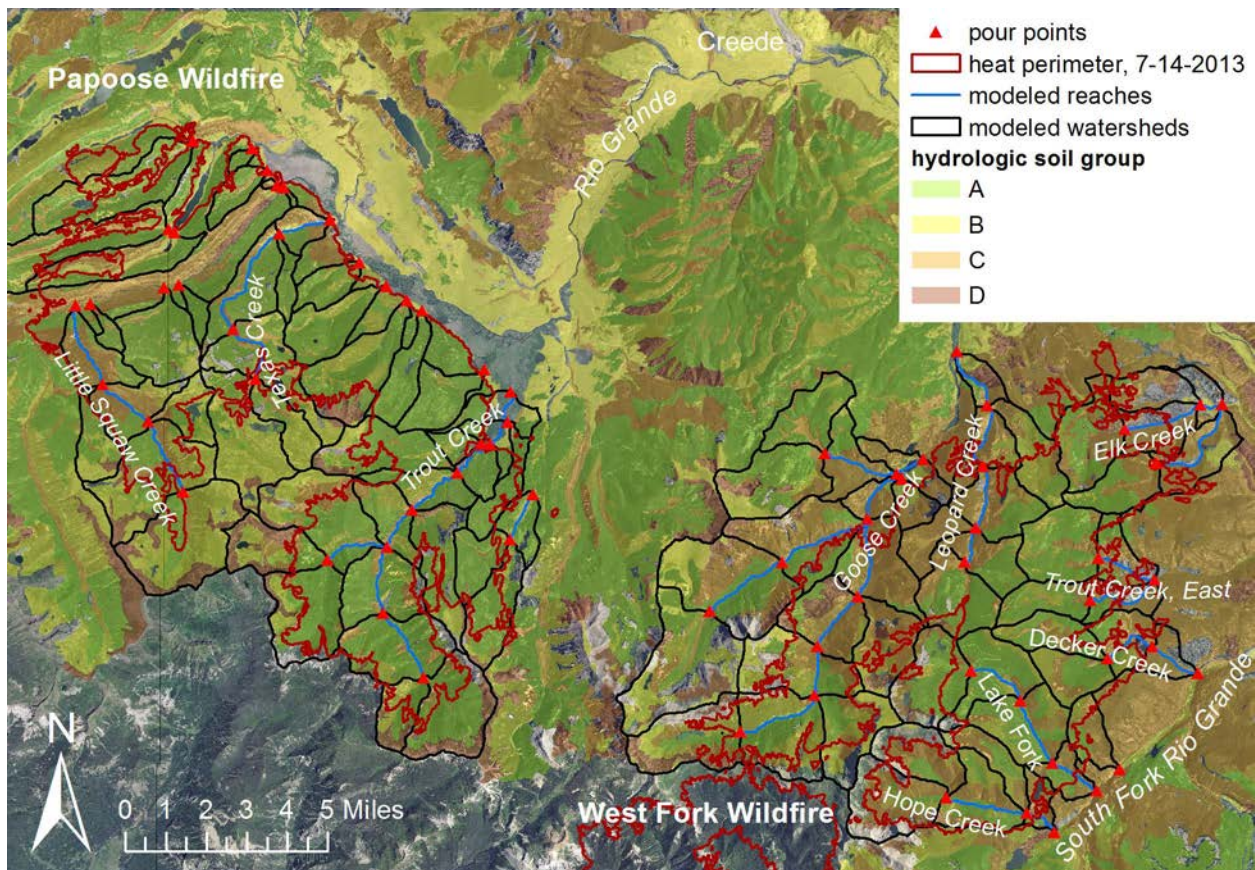 Creede
Papoose Wildfire
Rio Grande
pour points
heat perimeter, 7-14-2013
modeled reaches
modeled watersheds
hydrologic soil group
A
B
C
D
Texas Creek
Little Squaw Creek
Trout Creek
Goose Creek
Leopard Creek
Elk Creek
Trout Creek, East
Decker Creek
Lake Fork
Hope Creek
South Fork Rio Grande
West Fork Wildfire
N
0 1 2 3 4 5 Miles